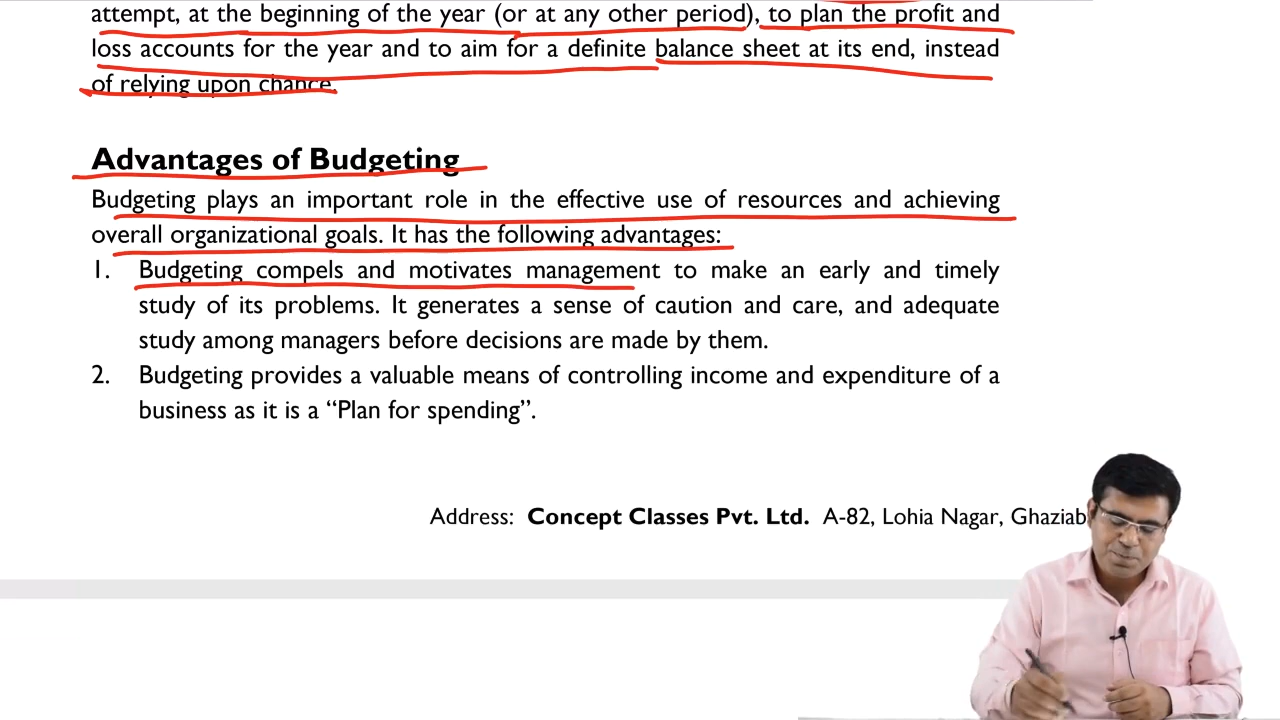 attempt, at the beginning of the year (or at any other period), to plan the profit and
loss accounts for the year and to aim for a definite balance sheet at its end, instead
of relying upon chance.
Advantages of Budgeting
Budgeting plays an important role in the effective use of resources and achieving
overall organizational goals. It has the following advantages:
1. Budgeting compels and motivates management to make an early and timely
study of its problems. It generates a sense of caution and care, and adequate
study among managers before decisions are made by them.
2. Budgeting provides a valuable means of controlling income and expenditure of a
business as it is a “Plan for spending”.
Address: Concept Classes Pvt. Ltd. A-82, Lohia Nagar, Ghaziab